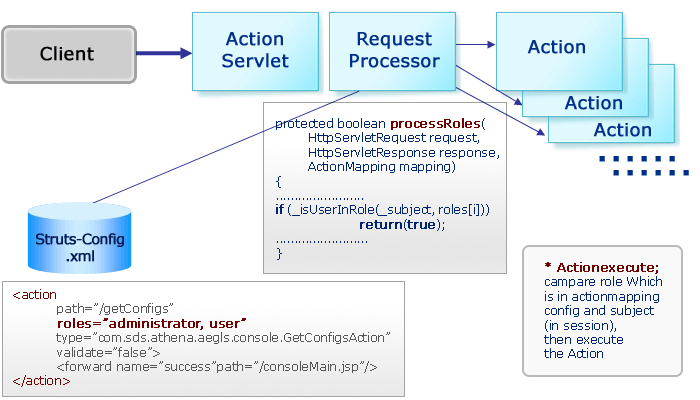 Client
Action
Servlet
Request
Processor
Action
Action
Action
protected boolean processRoles(
HttpServletRequest request,
HttpServletResponse response,
ActionMapping mapping)
{
........................
if (_isUserInRole(_subject, roles[i]))
return(true);
.........................
}
Struts-Config
.xml
<action
path="/getConfigs"
roles="administrator, user"
type="com.sds.athena.aegls.console.GetConfigsAction"
validate="false">
<forward name="success"path="/consoleMain.jsp"/>
</action>
* Actionexecute;
campare role Which
is in actionmapping
config and subject
(in session),
then execute
the Action